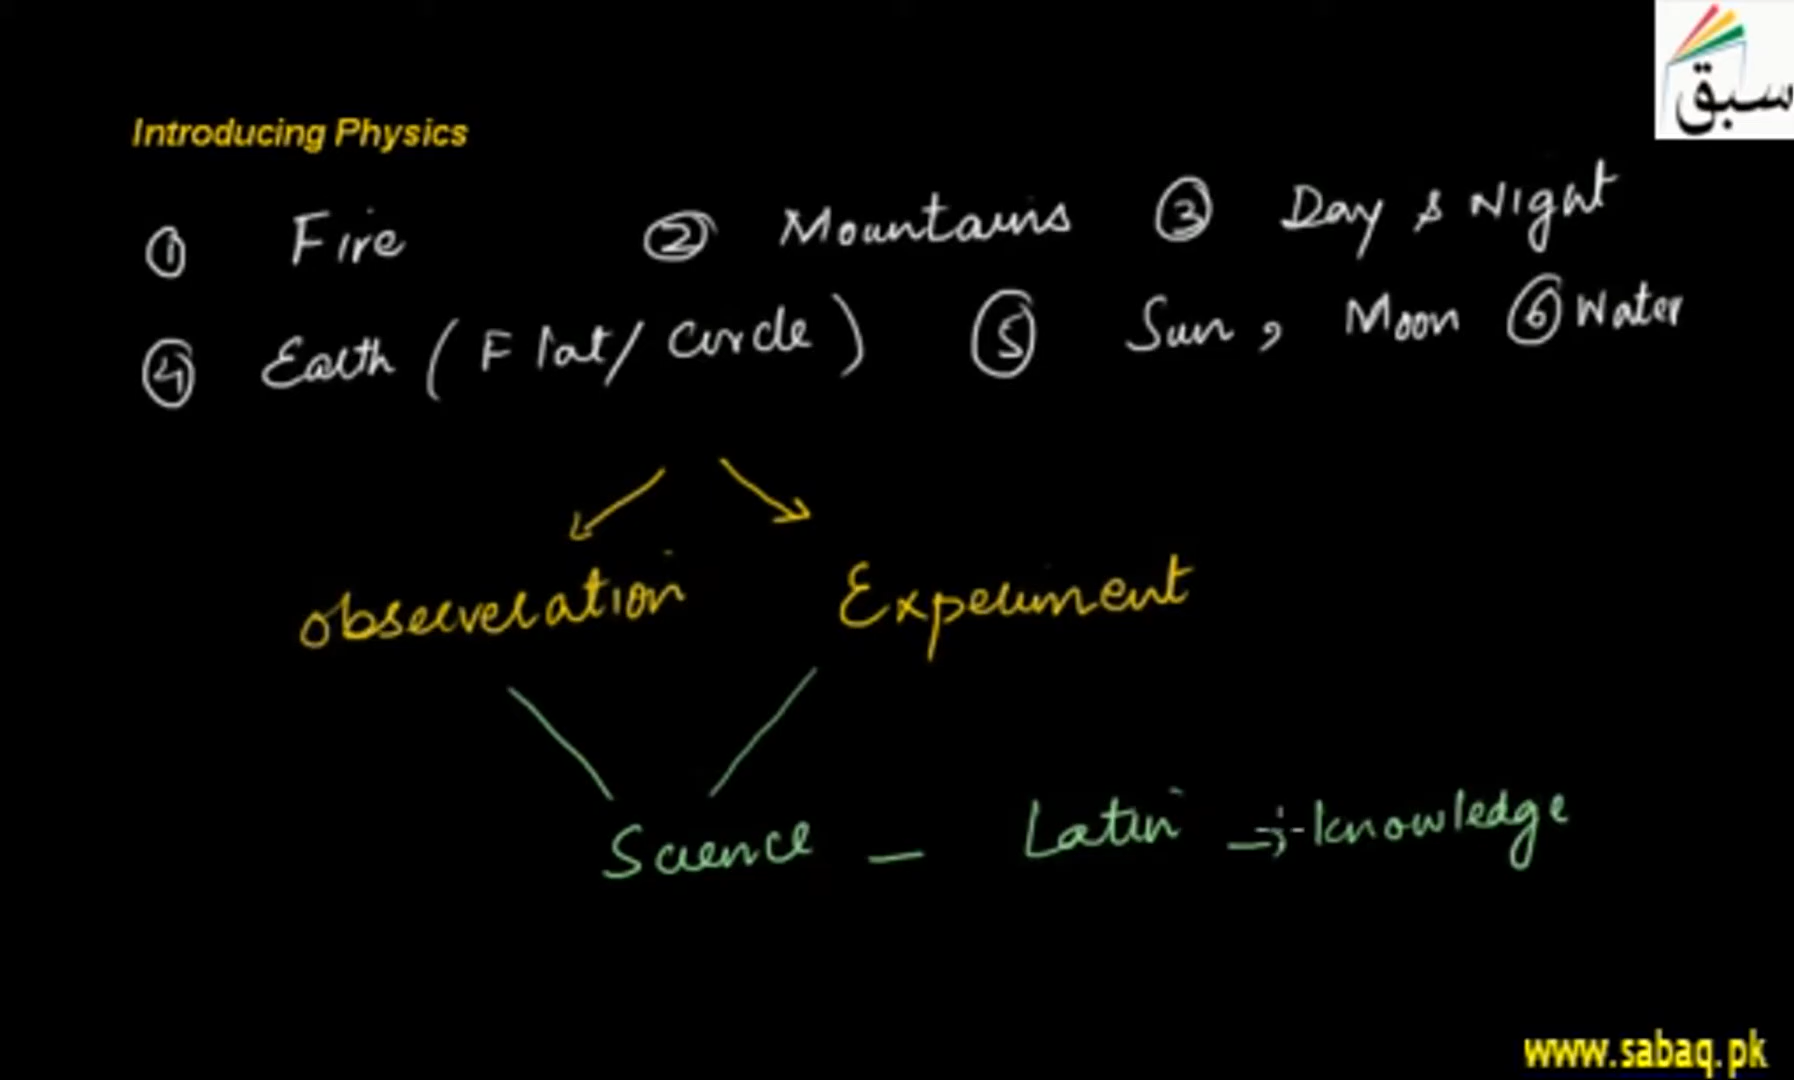 سبق
Introducing Physics
① Fire ② Mountains ③ Day & Night
④ Earth (Flat/Circle) ⑤ Sun, Moon ⑥ Water
observeration Experiment
Science – Latin –;- knowledge
www.sabaq.pk